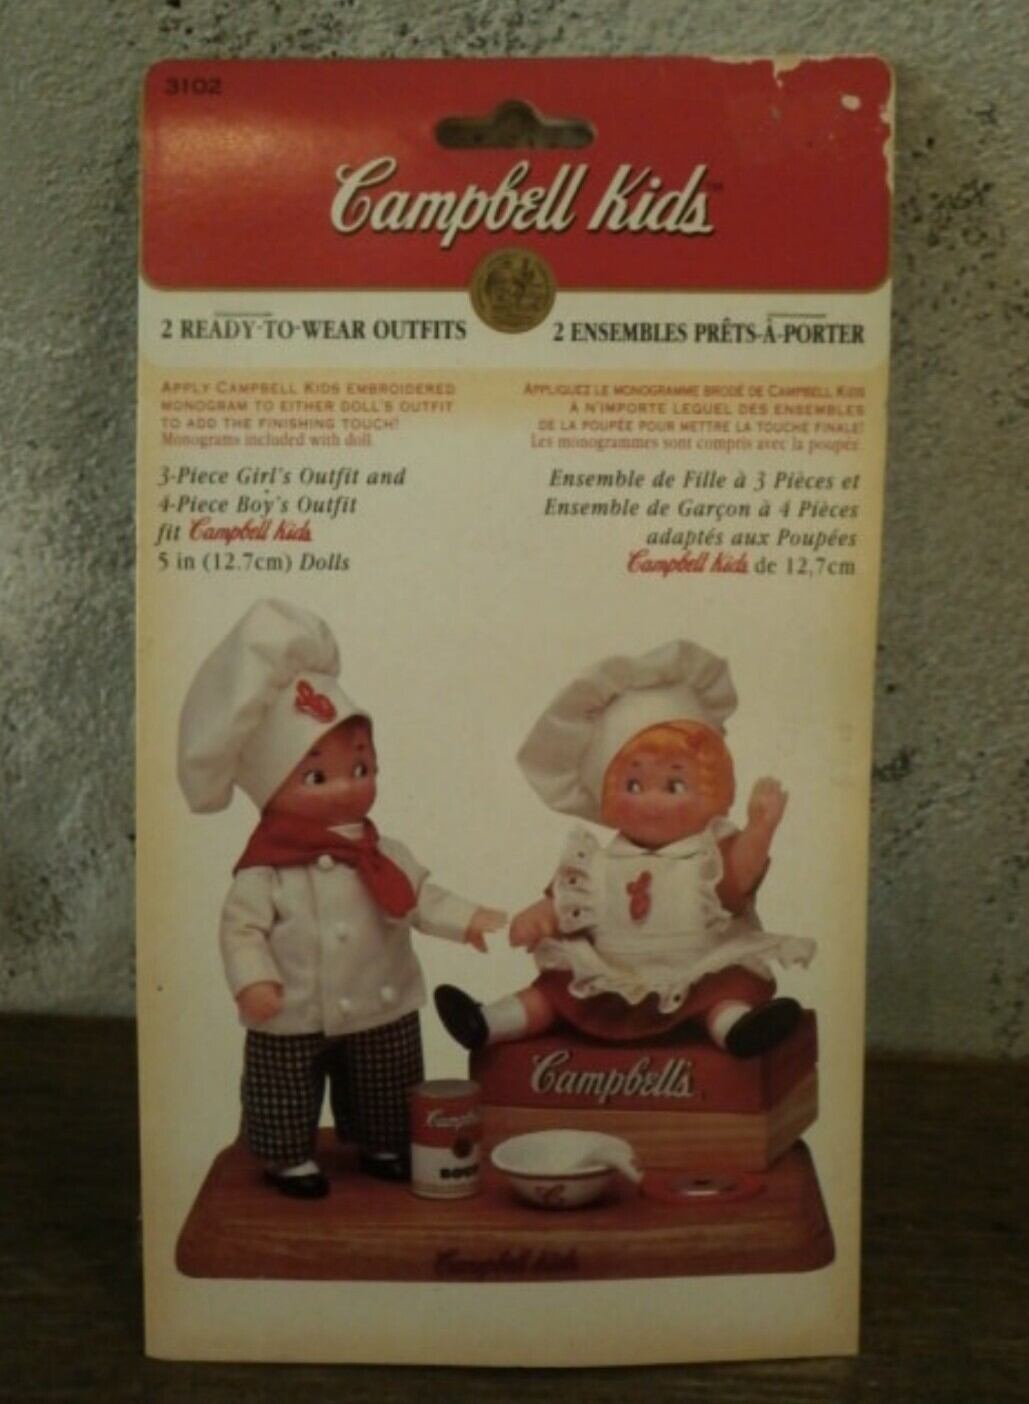 3102
Campbell Kids™
2 READY-TO-WEAR OUTFITS
2 ENSEMBLES PRÊTS-À-PORTER
APPLY CAMPBELL KIDS EMBROIDERED
MONOGRAM TO EITHER DOLL'S OUTFIT
TO ADD THE FINISHING TOUCH!
Monograms included with doll.
APPLIQUEZ LE MONOGRAMME BRODÉ DE CAMPBELL KIDS
À N'IMPORTE LEQUEL DES ENSEMBLES
DE LA POUPÉE POUR METTRE LA TOUCHE FINALE!
Les monogrammes sont compris avec la poupée.
3-Piece Girl's Outfit and
4-Piece Boy's Outfit
fit Campbell Kids
5 in (12.7cm) Dolls
Ensemble de Fille à 3 Pièces et
Ensemble de Garçon à 4 Pièces
adaptés aux Poupées
Campbell Kids de 12,7cm
Campbell's
Campbell
SOUP
C
Campbell Kids